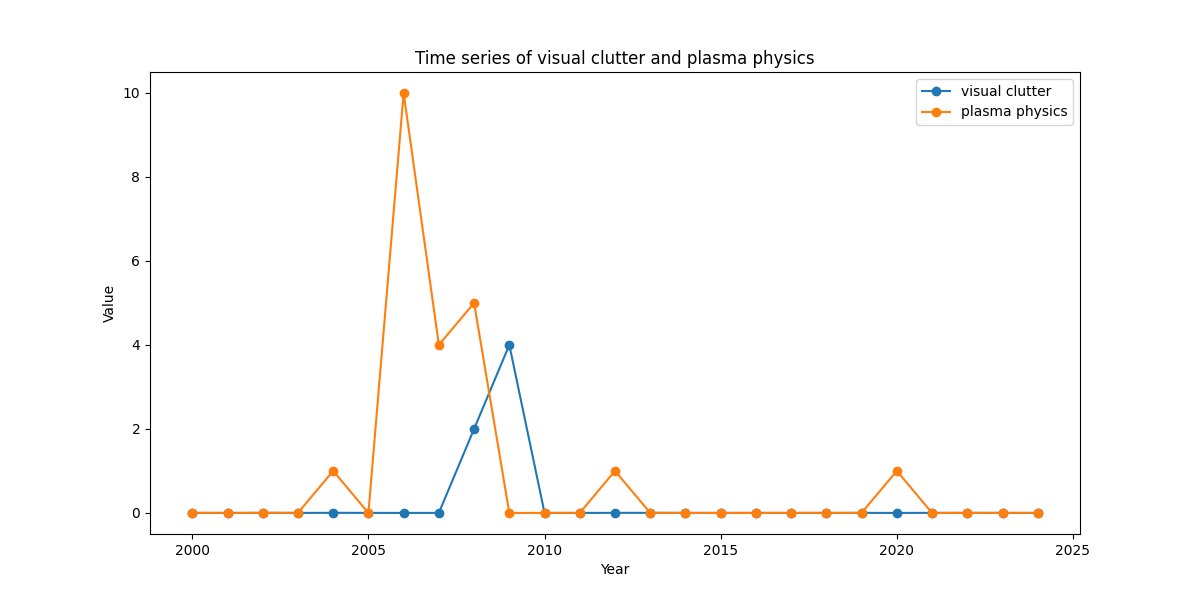 Time series of visual clutter and plasma physics
visual clutter
plasma physics
10
8
6
4
2
0
Value
2000
2005
2010
2015
2020
2025
Year